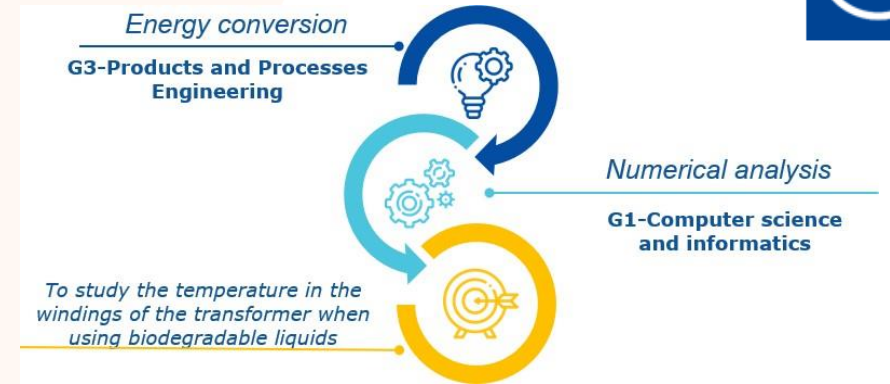 Energy conversion
G3-Products and Processes
Engineering
Numerical analysis
G1-Computer science
and informatics
To study the temperature in the
windings of the transformer when
using biodegradable liquids